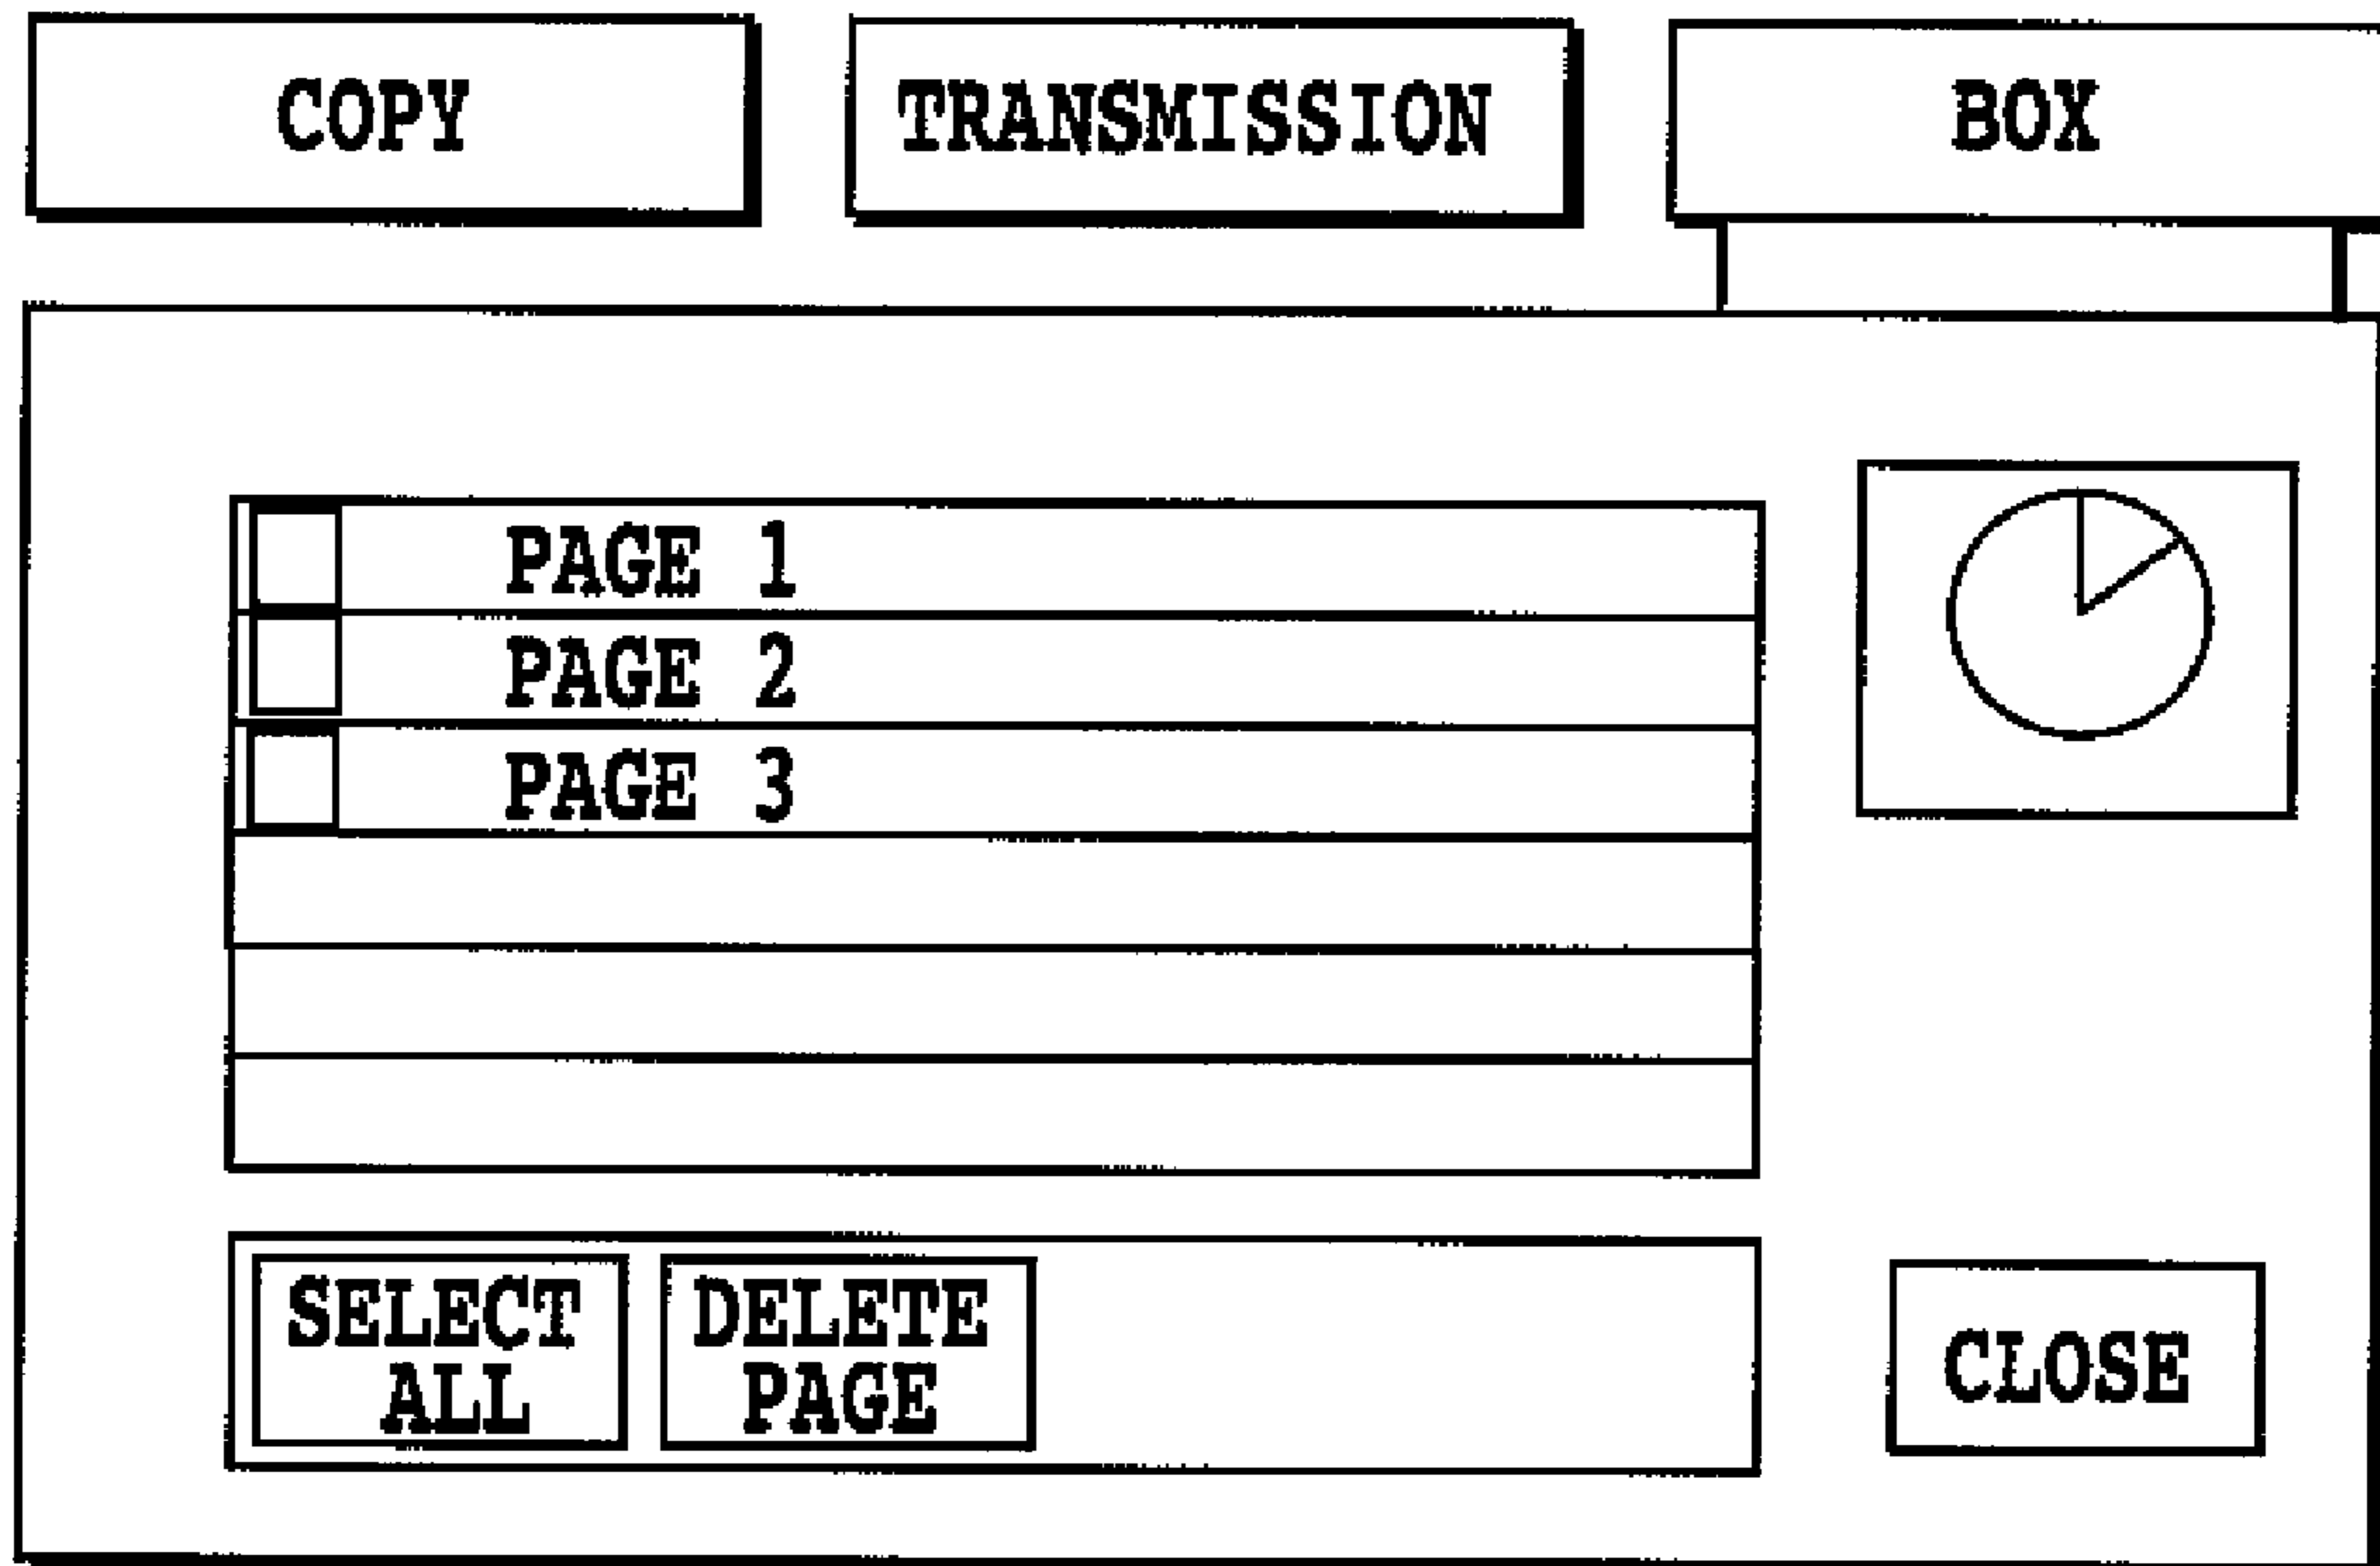 COPY
TRANSMISSION
BOX
PAGE 1
PAGE 2
PAGE 3
SELECT
ALL
DELETE
PAGE
CLOSE